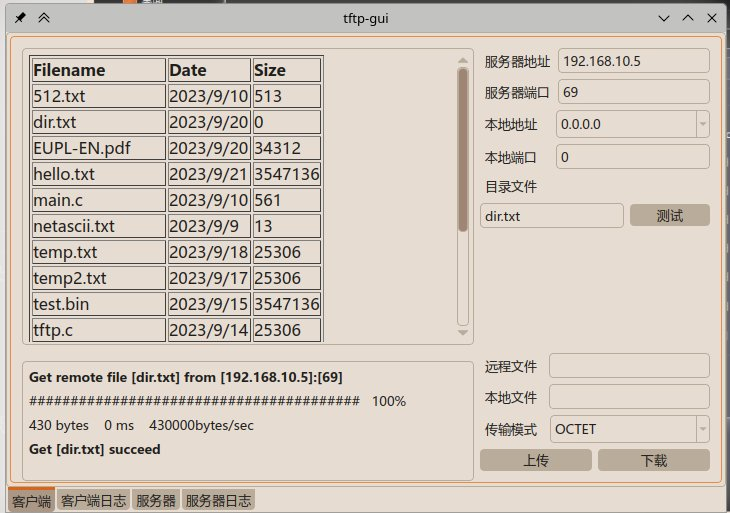 tftp-gui
Filename Date Size
512.txt 2023/9/10 513
dir.txt 2023/9/20 0
EUPL-EN.pdf 2023/9/20 34312
hello.txt 2023/9/21 3547136
main.c 2023/9/10 561
netascii.txt 2023/9/9 13
temp.txt 2023/9/18 25306
temp2.txt 2023/9/17 25306
test.bin 2023/9/15 3547136
tftp.c 2023/9/14 25306
服务器地址 192.168.10.5
服务器端口 69
本地地址 0.0.0.0
本地端口 0
目录文件
dir.txt 测试
Get remote file [dir.txt] from [192.168.10.5]:[69]
######################################## 100%
430 bytes 0 ms 430000bytes/sec
Get [dir.txt] succeed
远程文件
本地文件
传输模式 OCTET
上传 下载
客户端 客户端日志 服务器 服务器日志